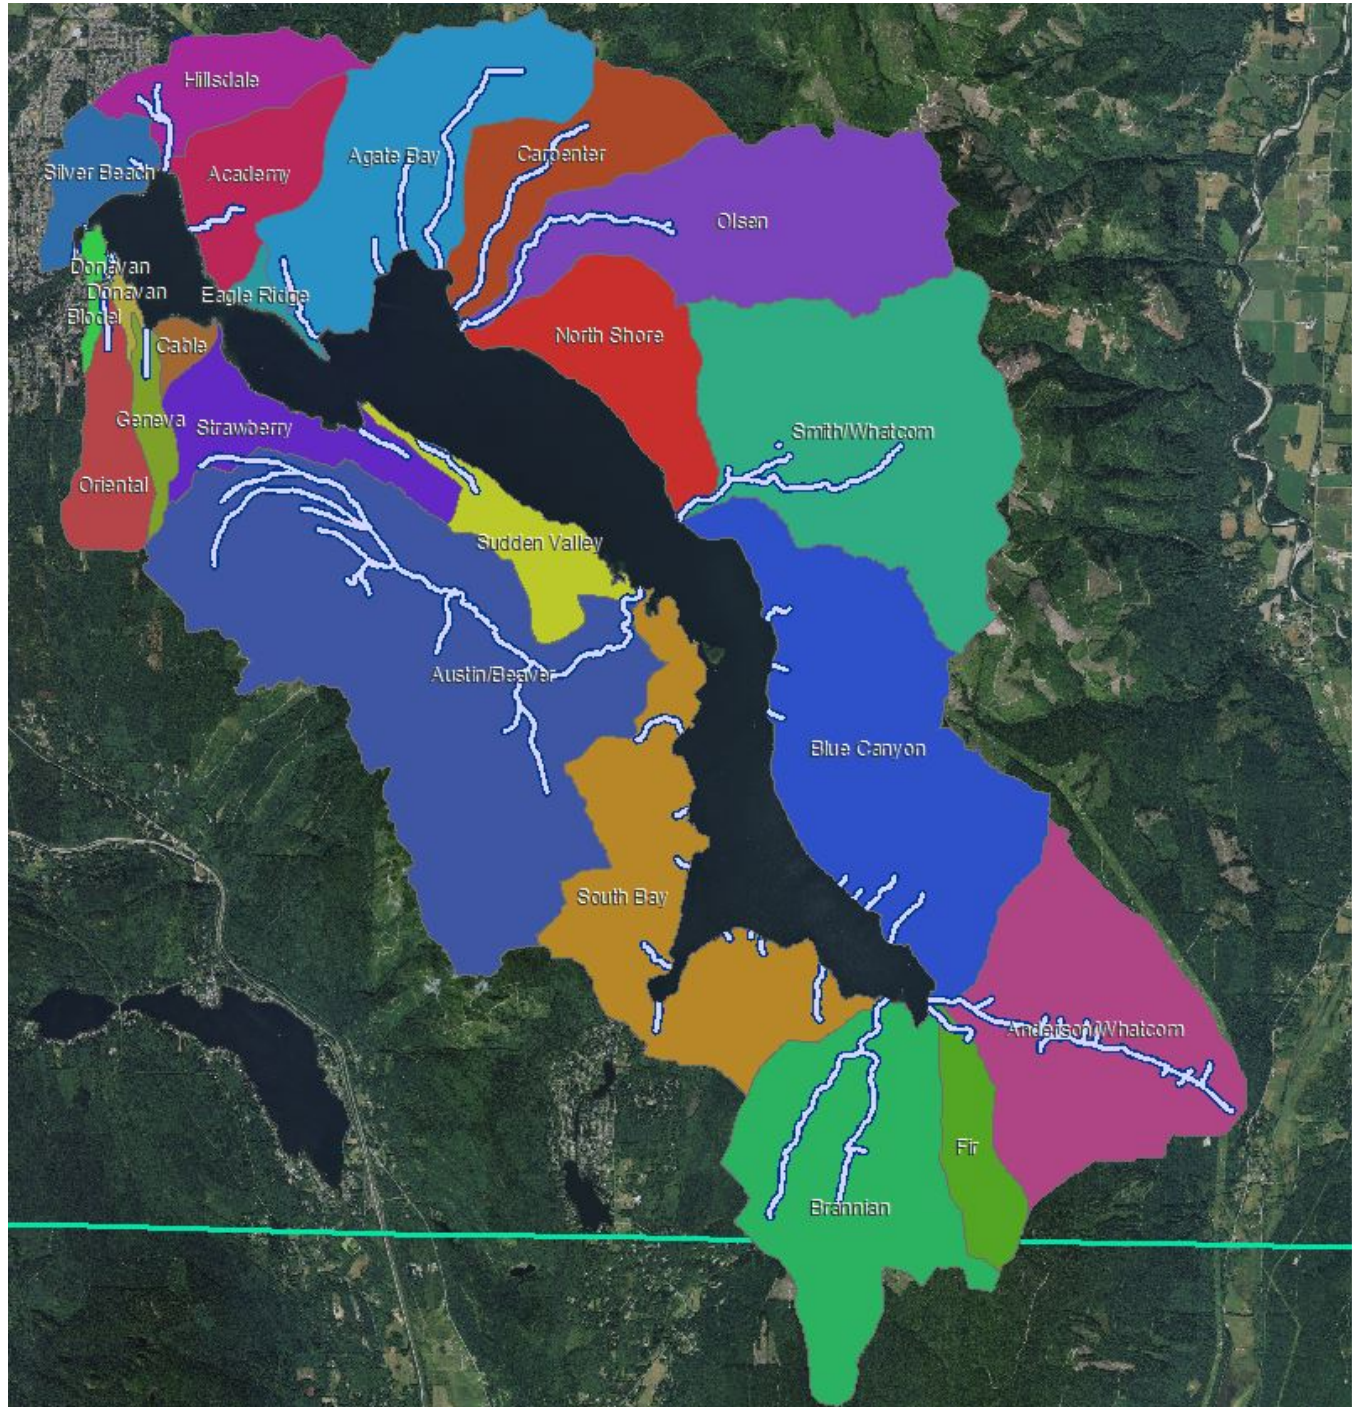 Hillsdale
Silver Beach
Academy
Agate Bay
Carpenter
Olsen
Donavan
Donavan
Eagle Ridge
Blodel
Cable
North Shore
Geneva
Strawberry
Smith/Whatcom
Oriental
Sudden Valley
Austin/Beaver
Blue Canyon
South Bay
Anderson/Whatcom
Fir
Brannian